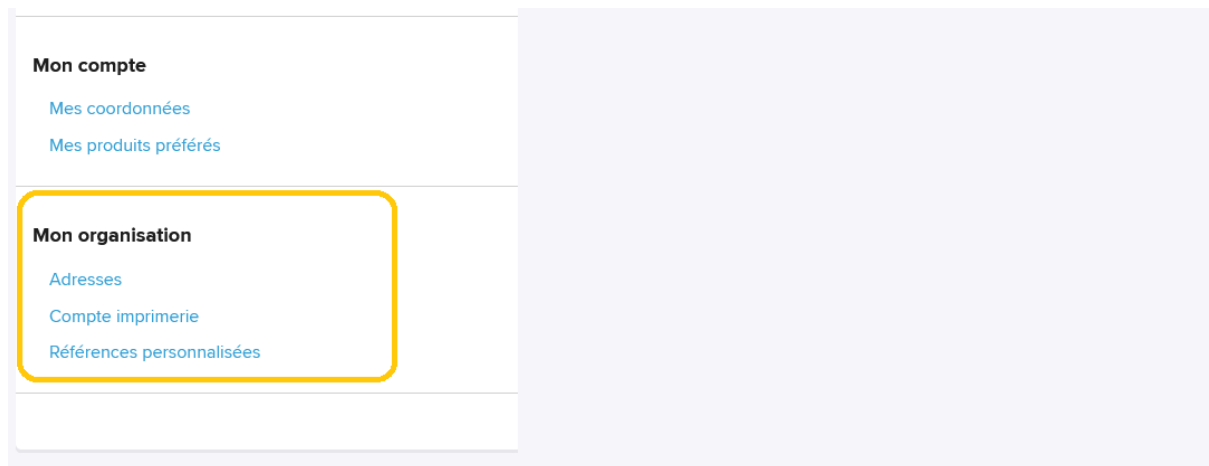 Mon compte
Mes coordonnées
Mes produits préférés
Mon organisation
Adresses
Compte imprimerie
Références personnalisées